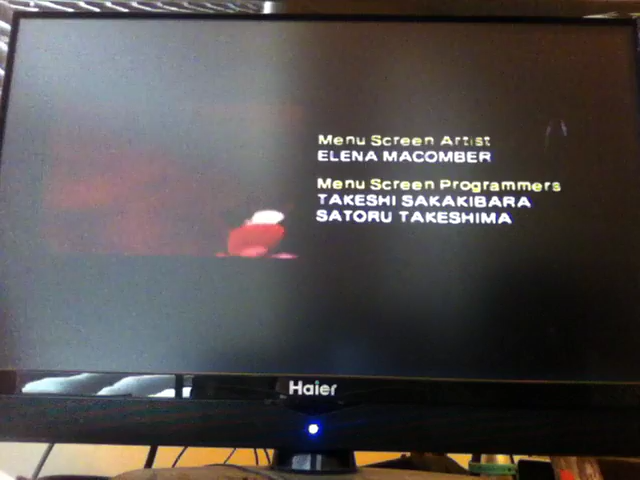 Menu Screen Artist
ELENA MACOMBER
Menu Screen Programmers
TAKESHI SAKAKIBARA
SATORU TAKESHIMA
Haier